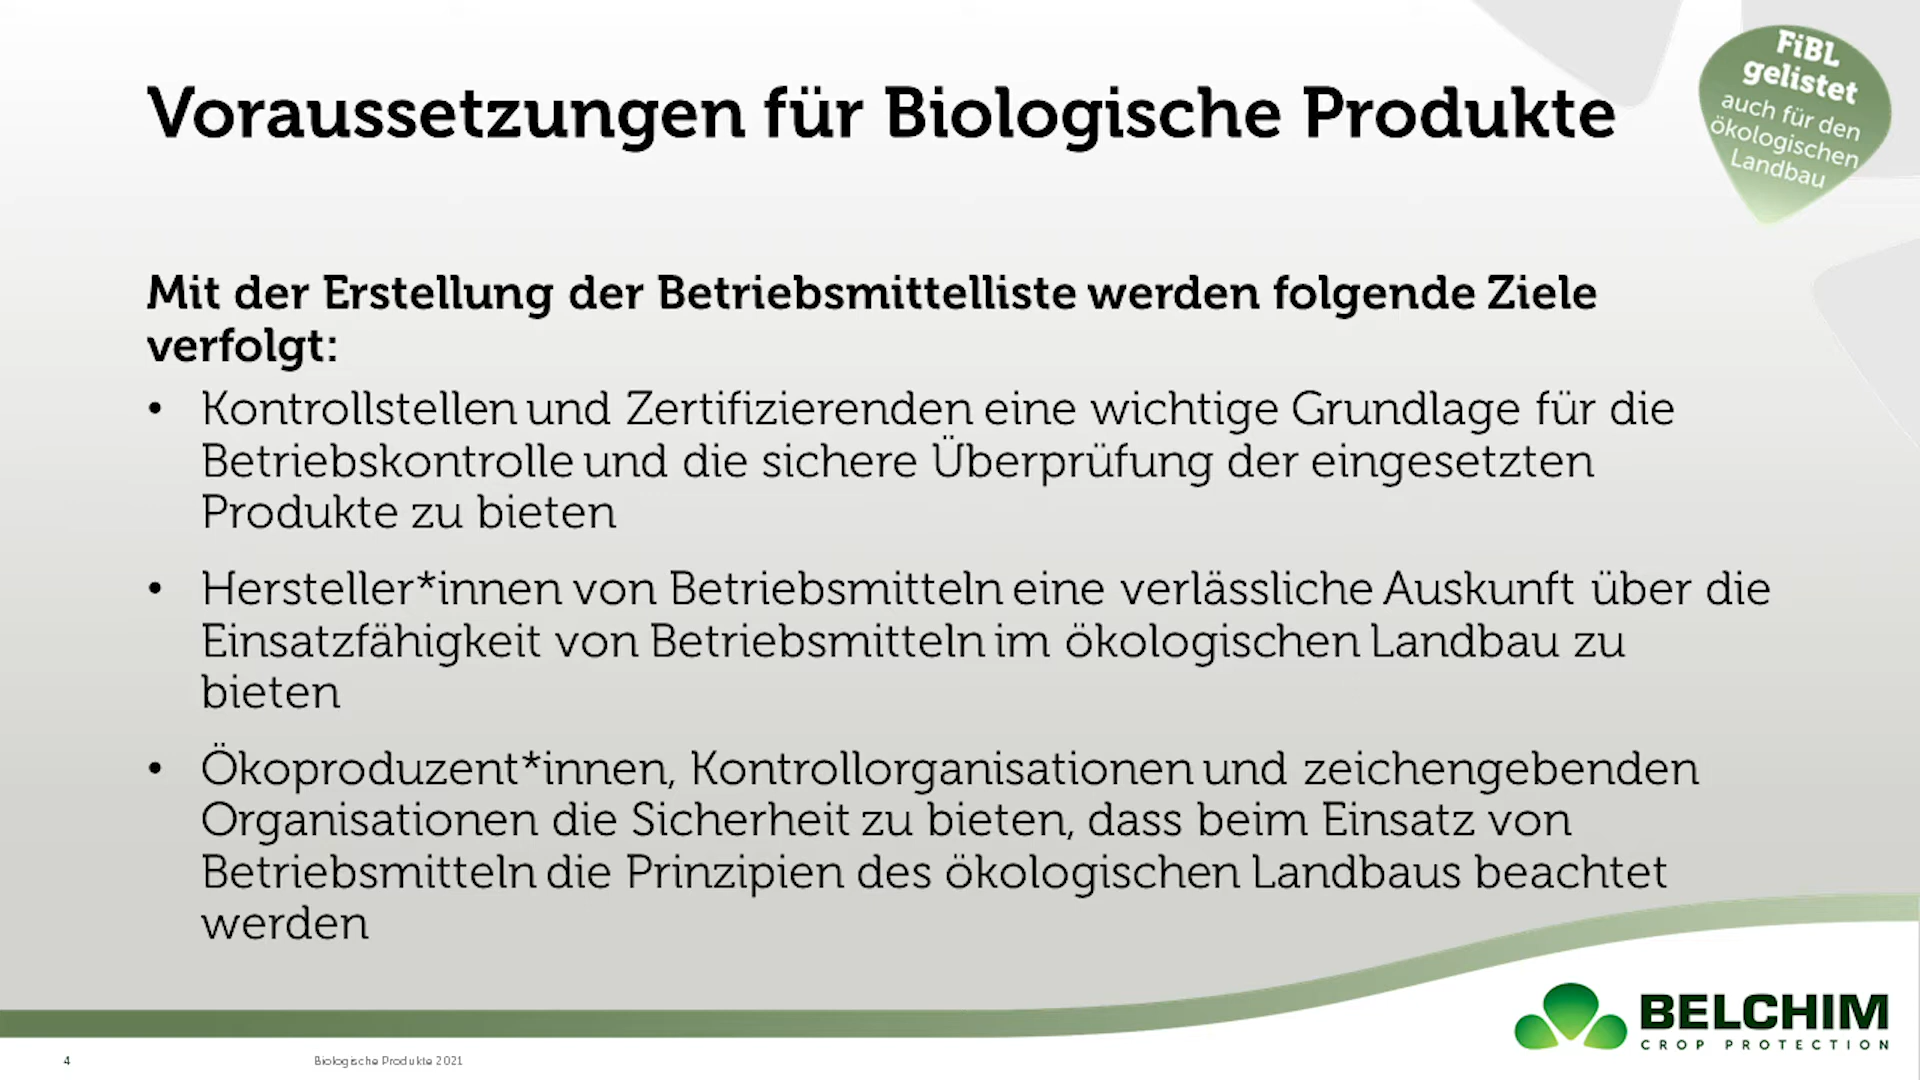 Voraussetzungen für Biologische Produkte
FiBL
gelistet
auch für den
ökologischen
Landbau
Mit der Erstellung der Betriebsmittelliste werden folgende Ziele
verfolgt:
• Kontrollstellen und Zertifizierenden eine wichtige Grundlage für die
Betriebskontrolle und die sichere Überprüfung der eingesetzten
Produkte zu bieten
• Hersteller*innen von Betriebsmitteln eine verlässliche Auskunft über die
Einsatzfähigkeit von Betriebsmitteln im ökologischen Landbau zu
bieten
• Ökoproduzent*innen, Kontrollorganisationen und zeichengebenden
Organisationen die Sicherheit zu bieten, dass beim Einsatz von
Betriebsmitteln die Prinzipien des ökologischen Landbaus beachtet
werden
BELCHIM
CROP PROTECTION
4
Biologische Produkte 2021